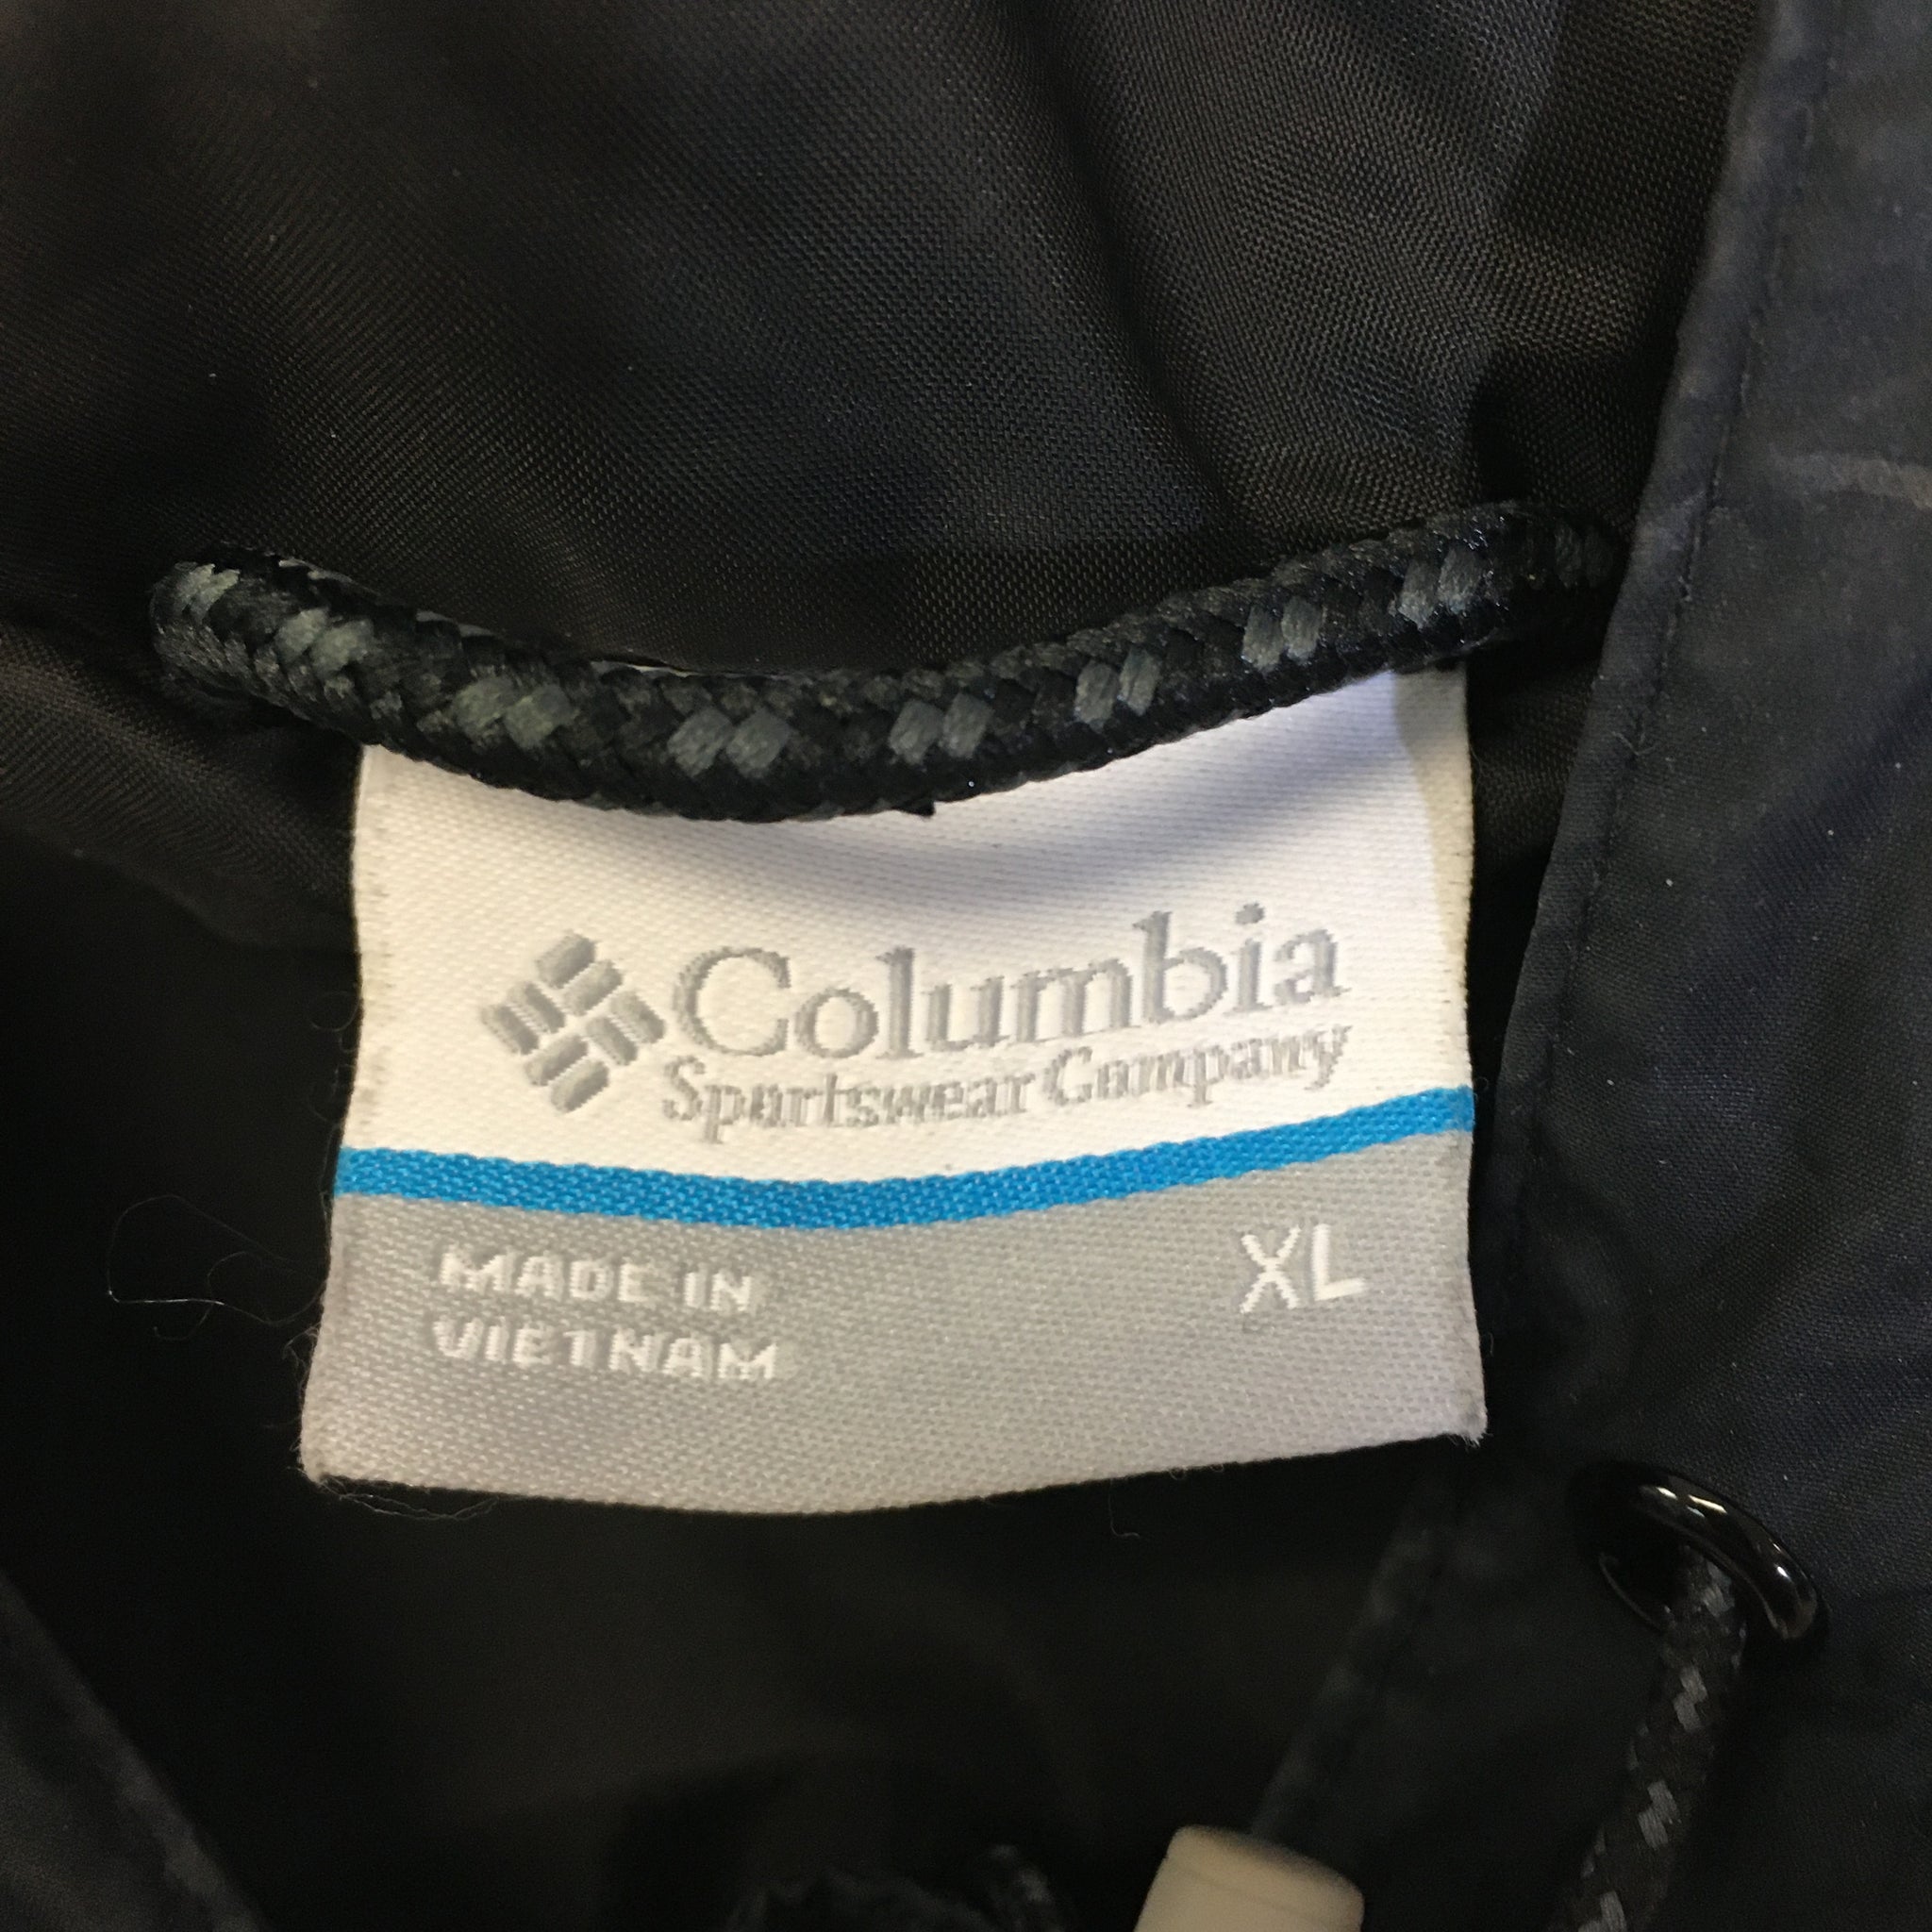 Columbia
Sportswear Company
MADE IN
VIETNAM
XL